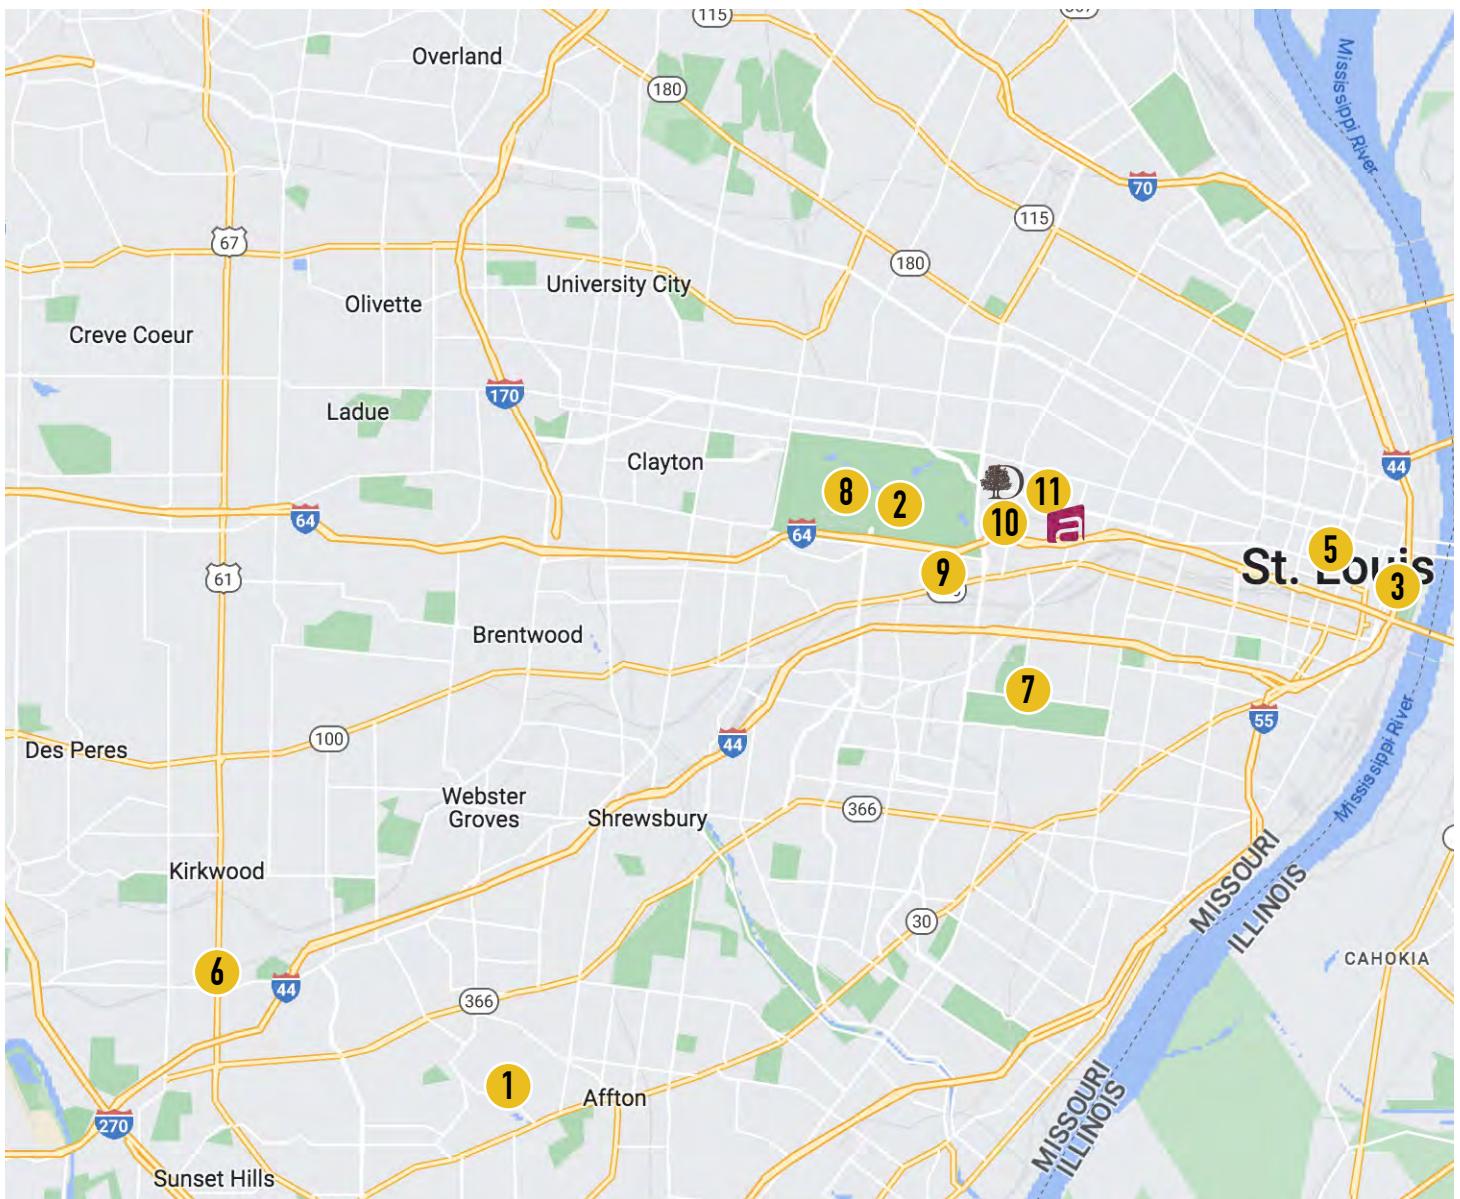 115
Overland
180
Mississippi River
70
67
115
180
University City
Olivette
Creve Coeur
170
Ladue
Clayton
44
8
2
D
11
10
a
64
64
5
St. Louis
3
9
61
Brentwood
7
55
100
44
Des Peres
Mississippi River
Webster
Groves
366
Shrewsbury
MISSOURI
ILLINOIS
Kirkwood
30
6
44
CAHOKIA
366
1
Affton
MISSOURI
ILLINOIS
270
Sunset Hills